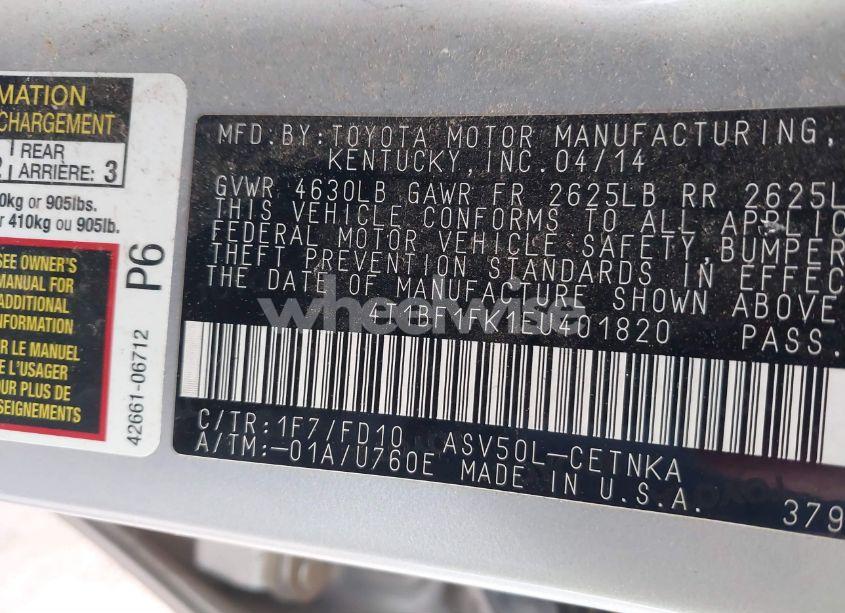 MATION
CHARGEMENT
REAR
ARRIÈRE: 3
kg or 905lbs.
r 410kg ou 905lb.
SEE OWNER'S
MANUAL FOR
ADDITIONAL
INFORMATION
LE MANUEL
L'USAGER
OUR PLUS DE
SEIGNEMENTS
P6
42661-06712
MFD.BY:TOYOTA MOTOR MANUFACTURING,
KENTUCKY,INC.04/14
GVWR 4630LB GAWR FR 2625LB RR 2625L
THIS VEHICLE CONFORMS TO ALL APPLIC
FEDERAL MOTOR VEHICLE SAFETY,BUMPER
THEFT PREVENTION STANDARDS IN EFFEC
THE DATE OF MANUFACTURE SHOWN ABOVE
wheelwise
4T1BF1FK1EU401820 PASS.
C/TR:1F7/FD10 ASV50L-CETNKA
A/TM:-01A/U760E MADE IN U.S.A.
379